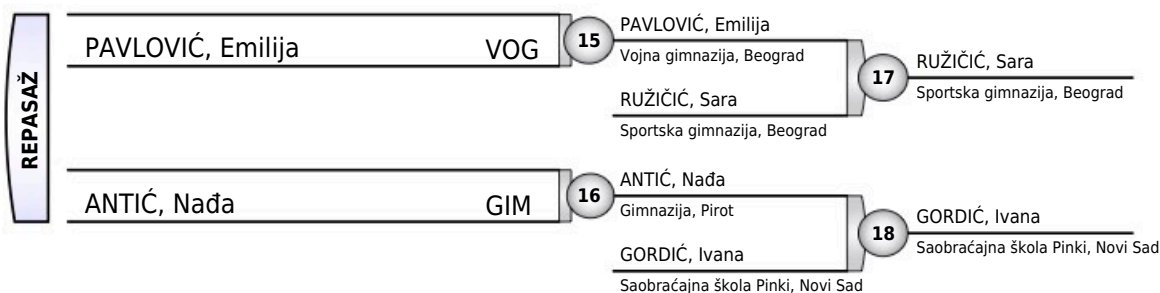 REPASAŽ
PAVLOVIĆ, Emilija VOG
15
PAVLOVIĆ, Emilija
Vojna gimnazija, Beograd
RUŽIČIĆ, Sara
Sportska gimnazija, Beograd
17
RUŽIČIĆ, Sara
Sportska gimnazija, Beograd
ANTIĆ, Nađa GIM
16
ANTIĆ, Nađa
Gimnazija, Pirot
GORDIĆ, Ivana
Saobraćajna škola Pinki, Novi Sad
18
GORDIĆ, Ivana
Saobraćajna škola Pinki, Novi Sad